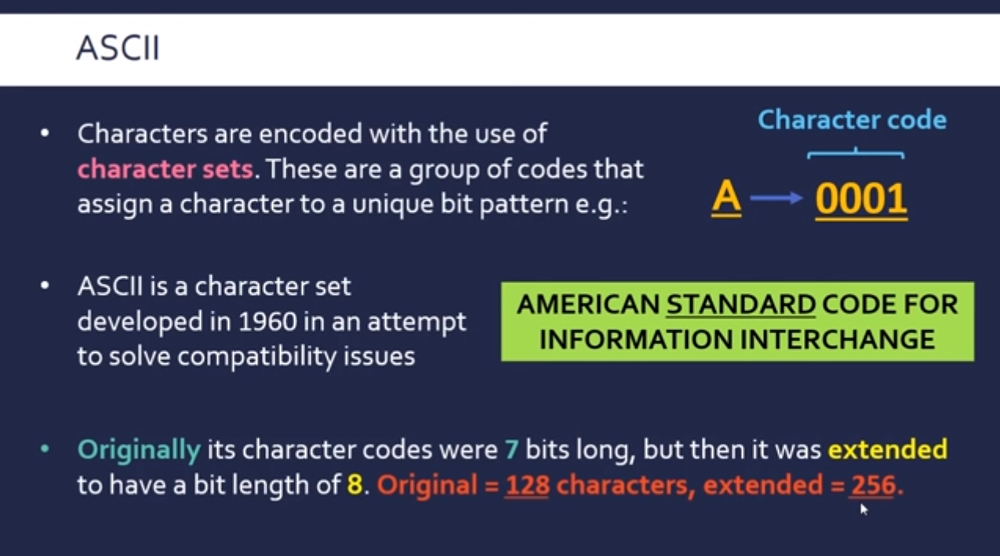 ASCII
• Characters are encoded with the use of
character sets. These are a group of codes that
assign a character to a unique bit pattern e.g.:
Character code
A → 0001
• ASCII is a character set
developed in 1960 in an attempt
to solve compatibility issues
AMERICAN STANDARD CODE FOR
INFORMATION INTERCHANGE
• Originally its character codes were 7 bits long, but then it was extended
to have a bit length of 8. Original = 128 characters, extended = 256.